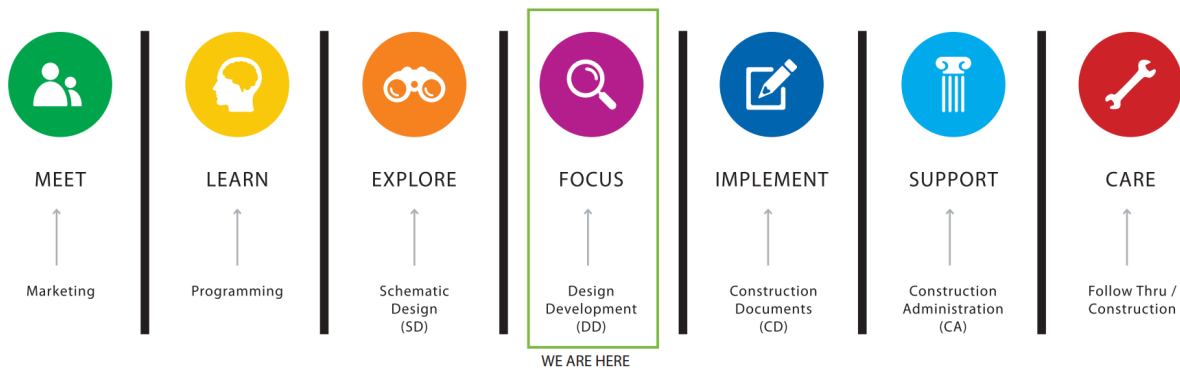 MEET
LEARN
EXPLORE
FOCUS
IMPLEMENT
SUPPORT
CARE
Marketing
Programming
Schematic
Design
(SD)
Design
Development
(DD)
Construction
Documents
(CD)
Construction
Administration
(CA)
Follow Thru /
Construction
WE ARE HERE